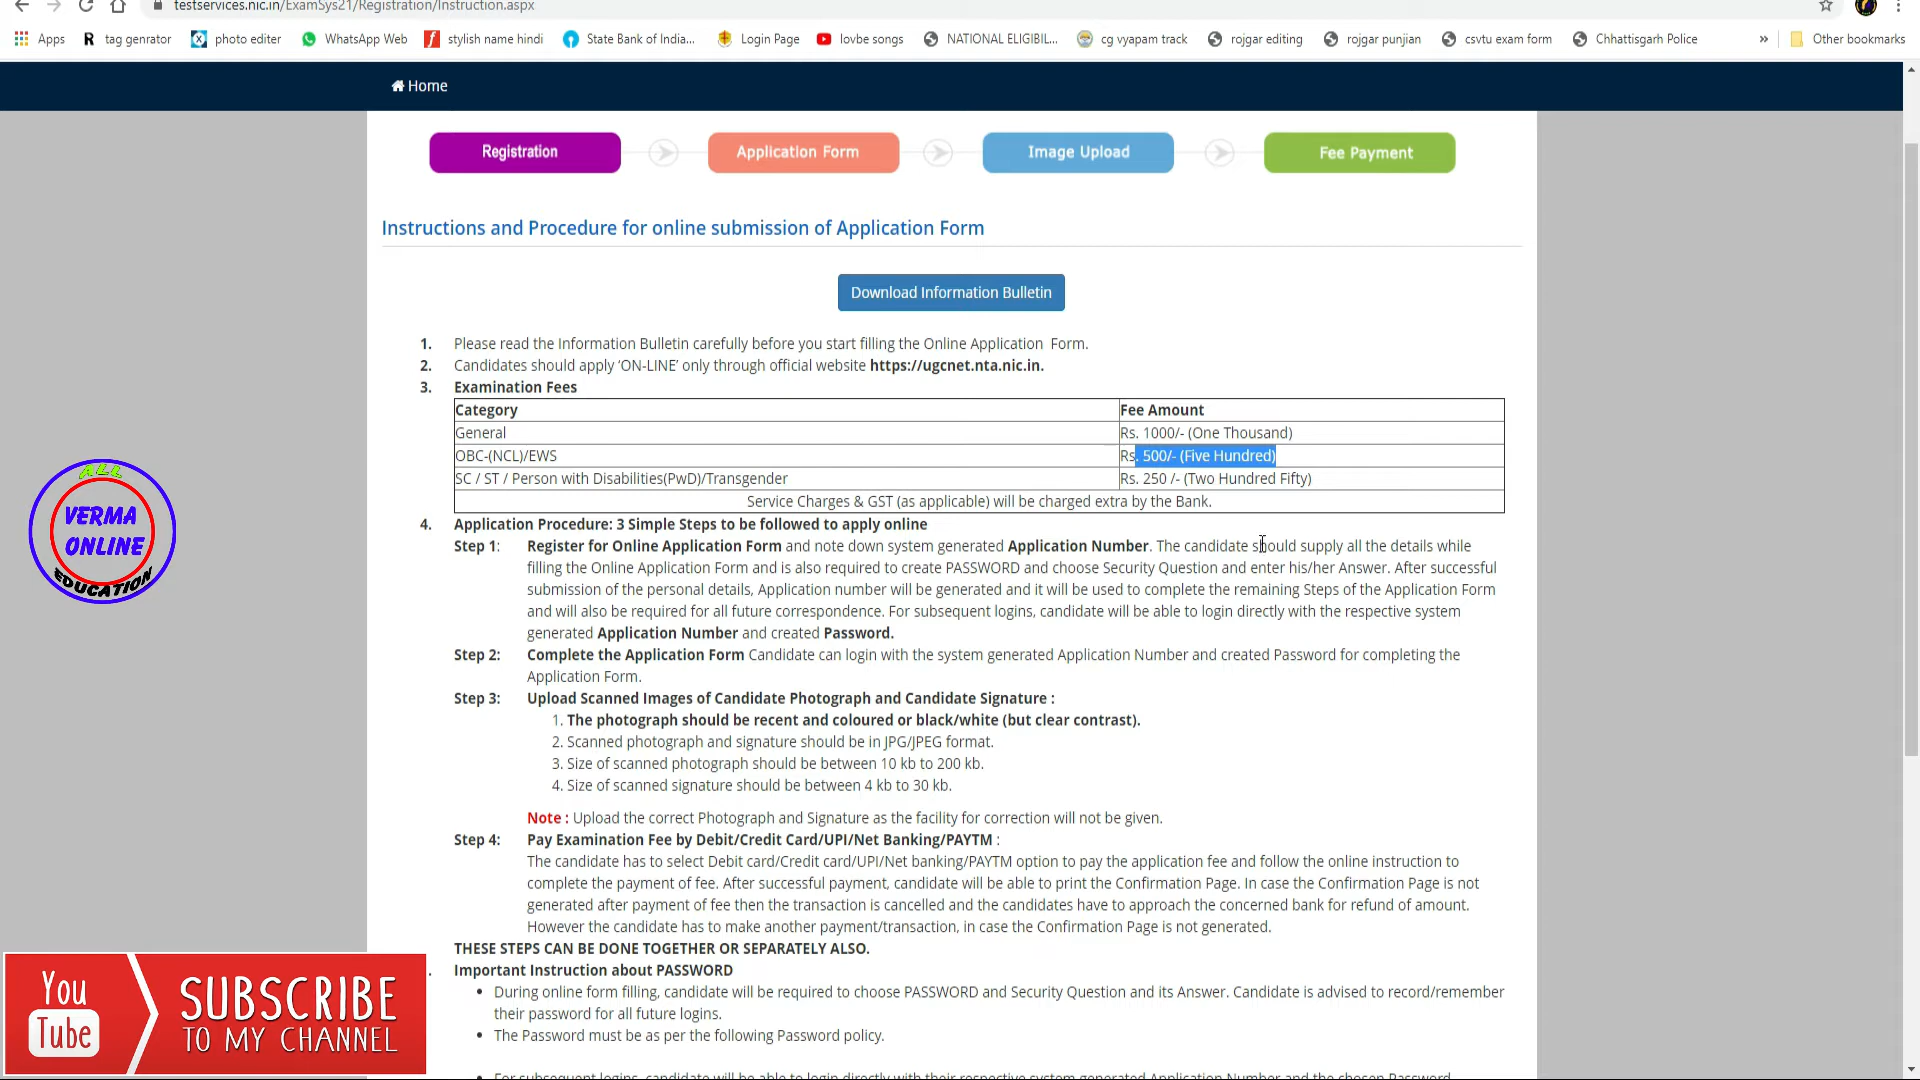 testservices.nic.in/ExamSys21/Registration/Instruction.aspx
Apps R tag genrator photo editer WhatsApp Web f stylish name hindi State Bank of India... Login Page lovbe songs NATIONAL ELIGIBIL... cg vyapam track rojgar editing rojgar punjian csvtu exam form Chhattisgarh Police » Other bookmarks
Home
Registration Application Form Image Upload Fee Payment
Instructions and Procedure for online submission of Application Form
Download Information Bulletin
1. Please read the Information Bulletin carefully before you start filling the Online Application Form.
2. Candidates should apply ‘ON-LINE’ only through official website https://ugcnet.nta.nic.in.
3. Examination Fees
Category Fee Amount
General Rs. 1000/- (One Thousand)
OBC-(NCL)/EWS Rs. 500/- (Five Hundred)
SC / ST / Person with Disabilities(PwD)/Transgender Rs. 250 /- (Two Hundred Fifty)
Service Charges & GST (as applicable) will be charged extra by the Bank.
4. Application Procedure: 3 Simple Steps to be followed to apply online
Step 1: Register for Online Application Form and note down system generated Application Number. The candidate should supply all the details while
filling the Online Application Form and is also required to create PASSWORD and choose Security Question and enter his/her Answer. After successful
submission of the personal details, Application number will be generated and it will be used to complete the remaining Steps of the Application Form
and will also be required for all future correspondence. For subsequent logins, candidate will be able to login directly with the respective system
generated Application Number and created Password.
Step 2: Complete the Application Form Candidate can login with the system generated Application Number and created Password for completing the
Application Form.
Step 3: Upload Scanned Images of Candidate Photograph and Candidate Signature :
1. The photograph should be recent and coloured or black/white (but clear contrast).
2. Scanned photograph and signature should be in JPG/JPEG format.
3. Size of scanned photograph should be between 10 kb to 200 kb.
4. Size of scanned signature should be between 4 kb to 30 kb.
Note : Upload the correct Photograph and Signature as the facility for correction will not be given.
Step 4: Pay Examination Fee by Debit/Credit Card/UPI/Net Banking/PAYTM :
The candidate has to select Debit card/Credit card/UPI/Net banking/PAYTM option to pay the application fee and follow the online instruction to
complete the payment of fee. After successful payment, candidate will be able to print the Confirmation Page. In case the Confirmation Page is not
generated after payment of fee then the transaction is cancelled and the candidates have to approach the concerned bank for refund of amount.
However the candidate has to make another payment/transaction, in case the Confirmation Page is not generated.
THESE STEPS CAN BE DONE TOGETHER OR SEPARATELY ALSO.
. Important Instruction about PASSWORD
• During online form filling, candidate will be required to choose PASSWORD and Security Question and its Answer. Candidate is advised to record/remember
their password for all future logins.
• The Password must be as per the following Password policy.
• For subsequent logins, candidate will be able to login directly with their respective system generated Application Number and the chosen Password.
ALL
VERMA
ONLINE
EDUCATION
You
Tube
SUBSCRIBE
TO MY CHANNEL